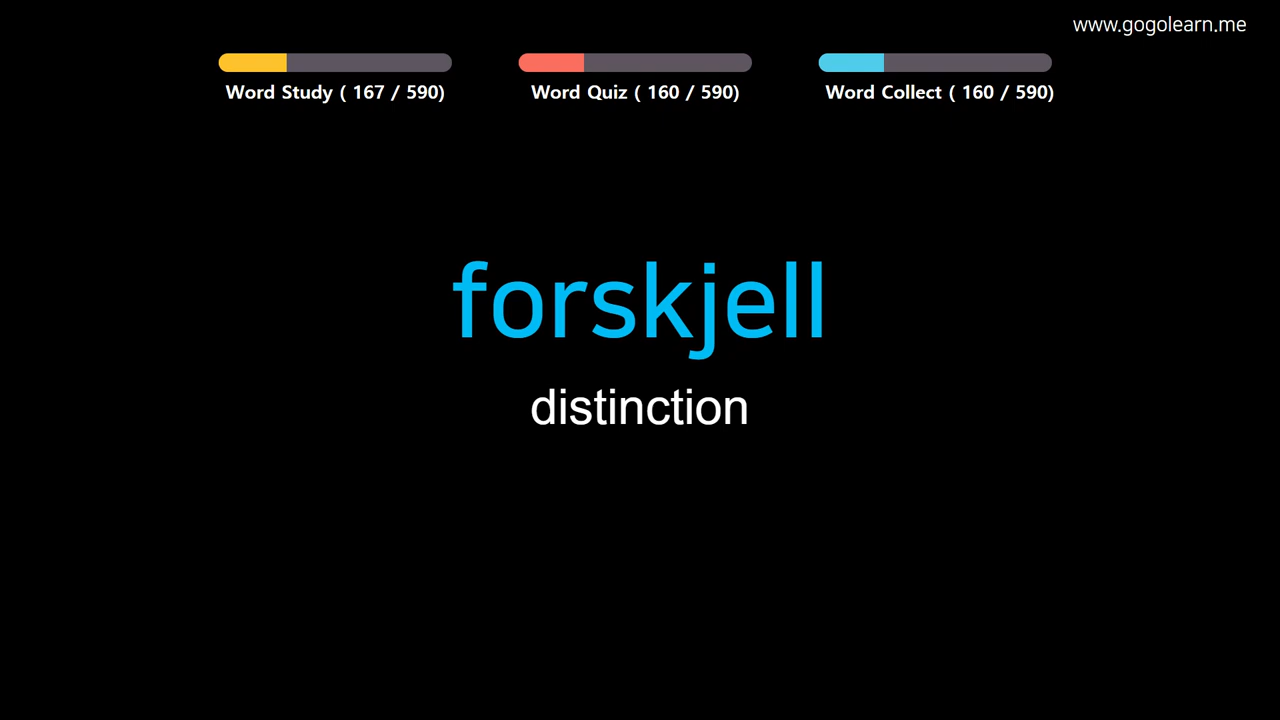 www.gogolearn.me
Word Study ( 167 / 590)
Word Quiz ( 160 / 590)
Word Collect ( 160 / 590)
forskjell
distinction